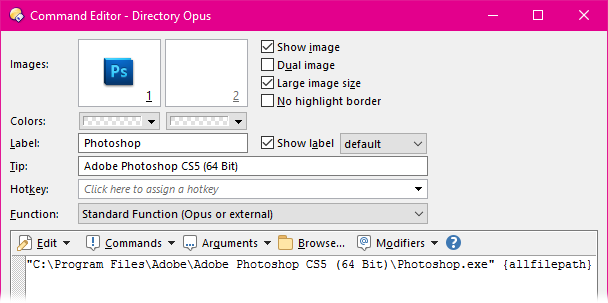 Command Editor - Directory Opus
Images:
Ps
1
2
Show image
Dual image
Large image size
No highlight border
Colors:
Label: Photoshop Show label default
Tip: Adobe Photoshop CS5 (64 Bit)
Hotkey: Click here to assign a hotkey
Function: Standard Function (Opus or external)
Edit Commands Arguments Browse... Modifiers ?
"C:\Program Files\Adobe\Adobe Photoshop CS5 (64 Bit)\Photoshop.exe" {allfilepath}